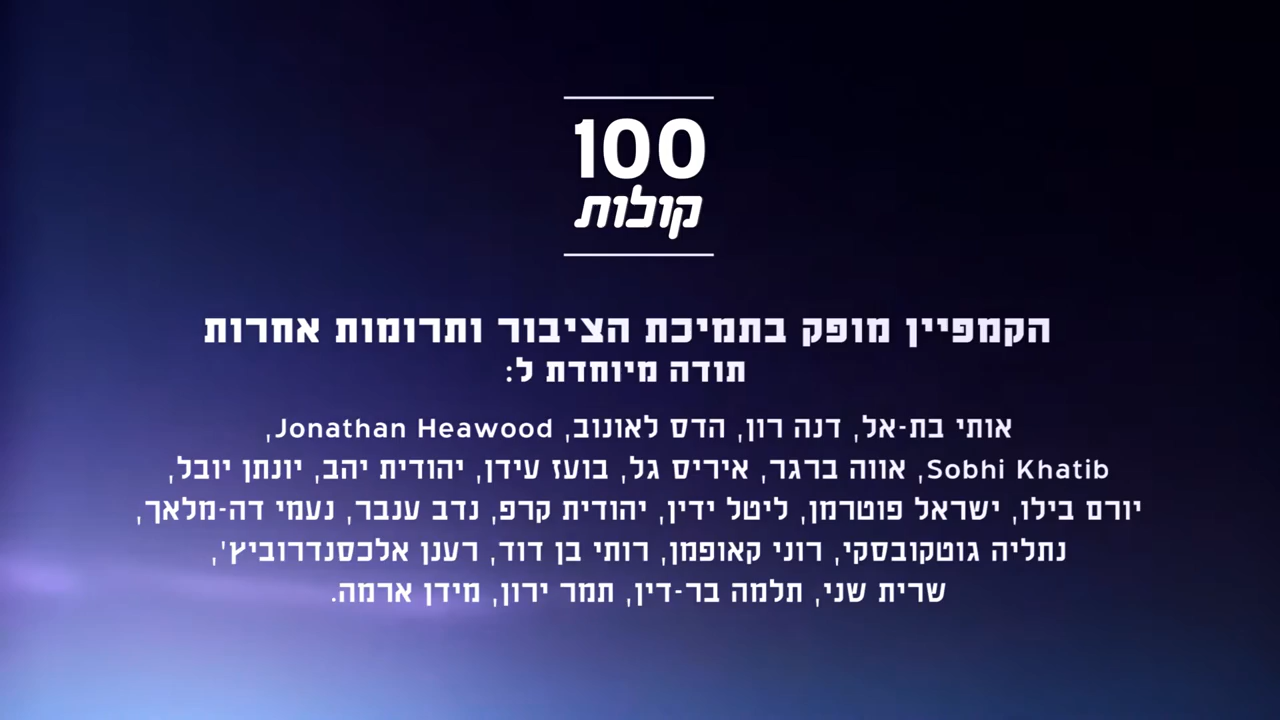 100
קולות
הקמפיין מופק בתמיכת הציבור ותרומות אחרות
תודה מיוחדת ל:
אותי בת-אל, דנה רון, הדס לאונוב, Jonathan Heawood,
Sobhi Khatib, אווה ברגר, איריס גל, בועז עידן, יהודית יהב, יונתן יובל,
יורם בילו, ישראל פוטרמן, ליטל ידין, יהודית קרפ, נדב ענבר, נעמי דה-מלאך,
נתליה גוטקובסקי, רוני קאופמן, רותי בן דוד, רענן אלכסנדרוביץ',
שרית שני, תלמה בר-דין, תמר ירון, מידן ארמה.